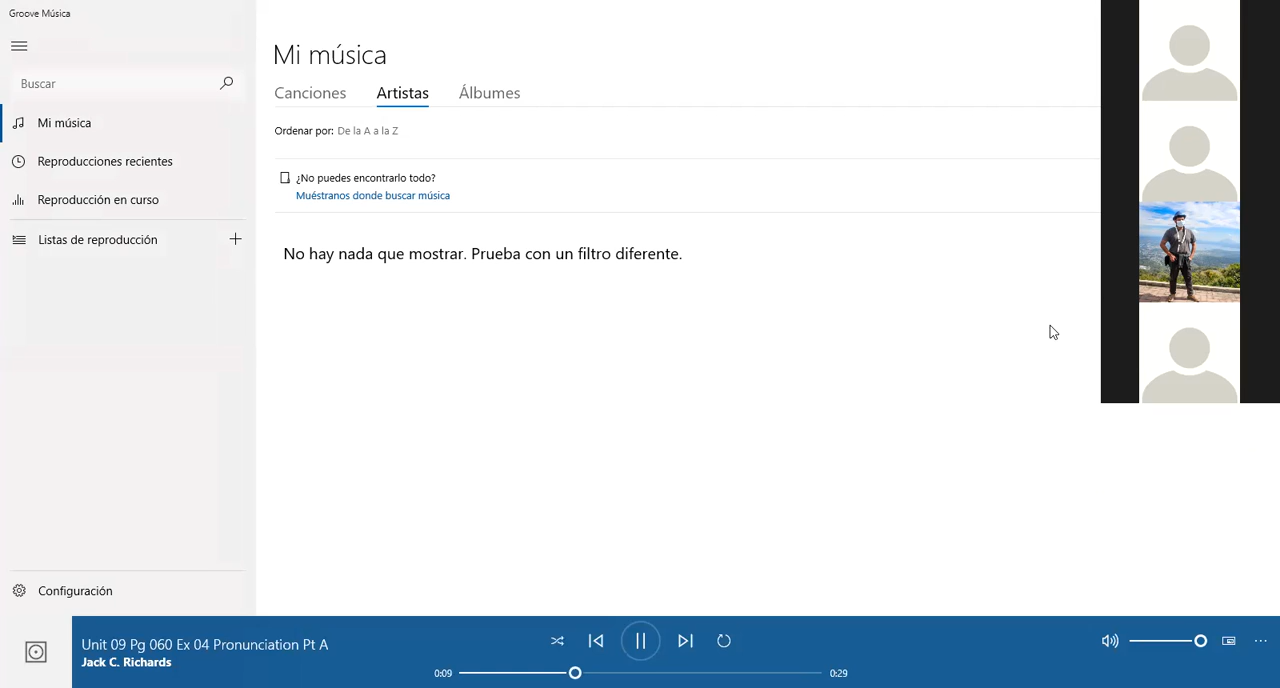 Groove Música
Buscar
Mi música
Reproducciones recientes
Reproducción en curso
Listas de reproducción
Configuración
Mi música
Canciones Artistas Álbumes
Ordenar por: De la A a la Z
¿No puedes encontrarlo todo?
Muéstranos donde buscar música
No hay nada que mostrar. Prueba con un filtro diferente.
Unit 09 Pg 060 Ex 04 Pronunciation Pt A
Jack C. Richards
0:09 0:29